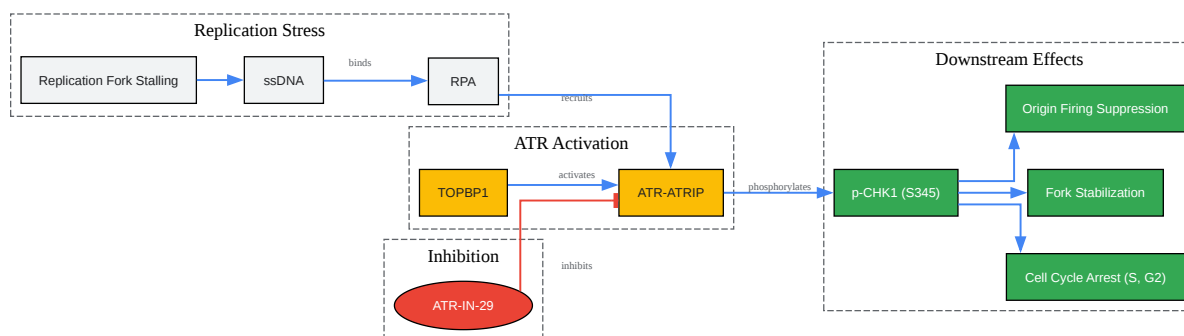 Replication Stress
Replication Fork Stalling
ssDNA
binds
RPA
recruits
ATR Activation
TOPBP1
activates
ATR-ATRIP
phosphorylates
Inhibition
ATR-IN-29
inhibits
Downstream Effects
Origin Firing Suppression
p-CHK1 (S345)
Fork Stabilization
Cell Cycle Arrest (S, G2)